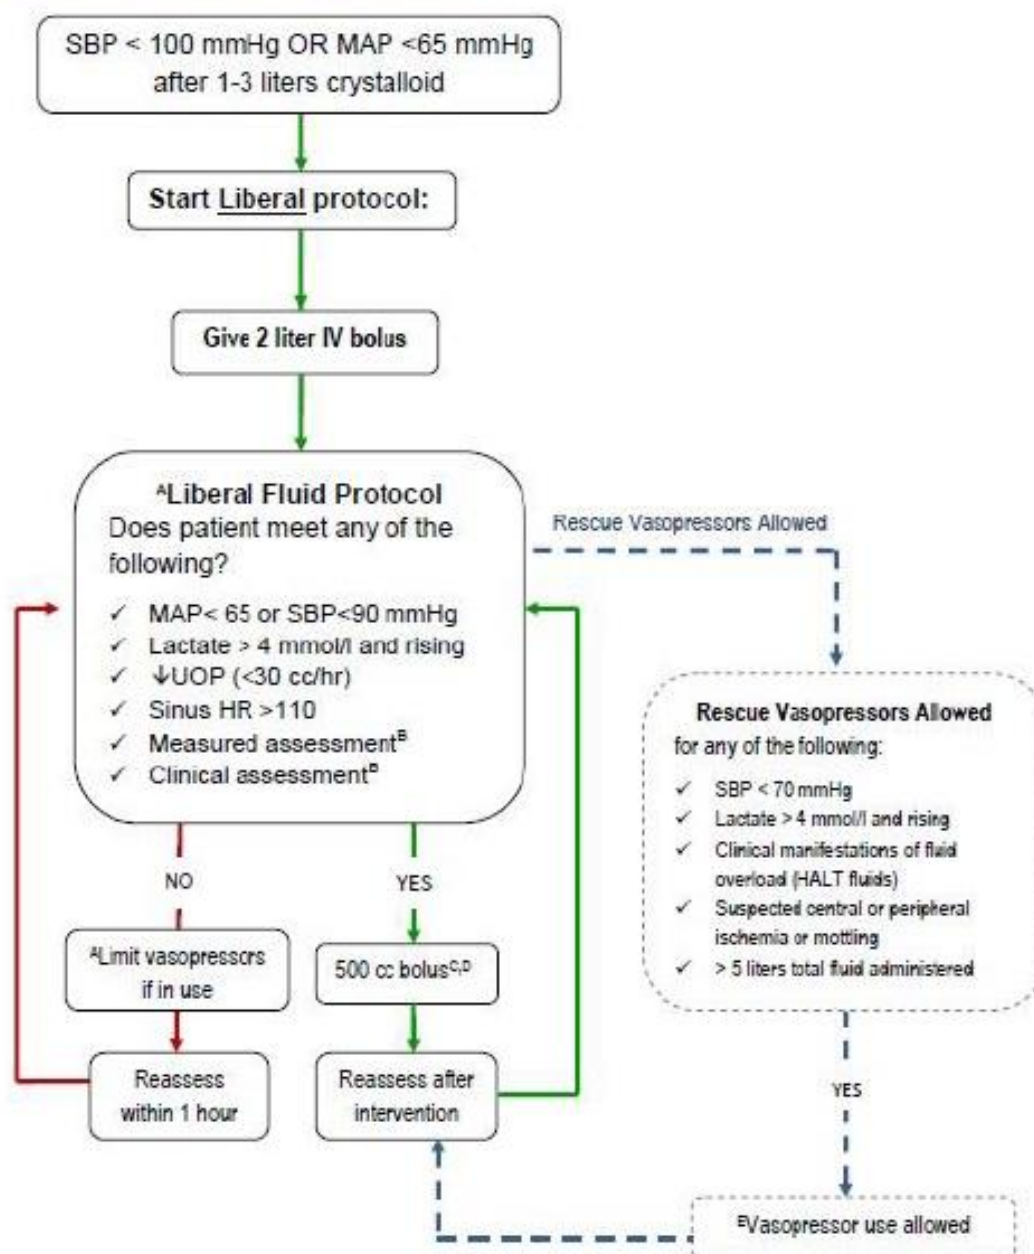 SBP < 100 mmHg OR MAP <65 mmHg
after 1-3 liters crystalloid
Start Liberal protocol:
Give 2 liter IV bolus
ᴬLiberal Fluid Protocol
Does patient meet any of the
following?
✓ MAP< 65 or SBP<90 mmHg
✓ Lactate > 4 mmol/l and rising
✓ ↓UOP (<30 cc/hr)
✓ Sinus HR >110
✓ Measured assessmentᴮ
✓ Clinical assessmentᴮ
Rescue Vasopressors Allowed
Rescue Vasopressors Allowed
for any of the following:
✓ SBP < 70 mmHg
✓ Lactate > 4 mmol/l and rising
✓ Clinical manifestations of fluid
overload (HALT fluids)
✓ Suspected central or peripheral
ischemia or mottling
✓ > 5 liters total fluid administered
NO
YES
ᴬLimit vasopressors
if in use
500 cc bolusC,D
Reassess
within 1 hour
Reassess after
intervention
YES
ᴱVasopressor use allowed